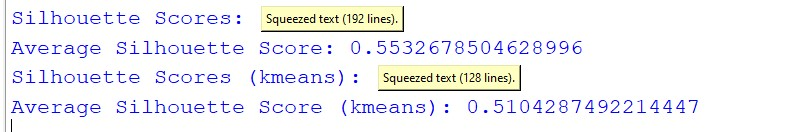 Silhouette Scores: Squeezed text (192 lines).
Average Silhouette Score: 0.5532678504628996
Silhouette Scores (kmeans): Squeezed text (128 lines).
Average Silhouette Score (kmeans): 0.5104287492214447